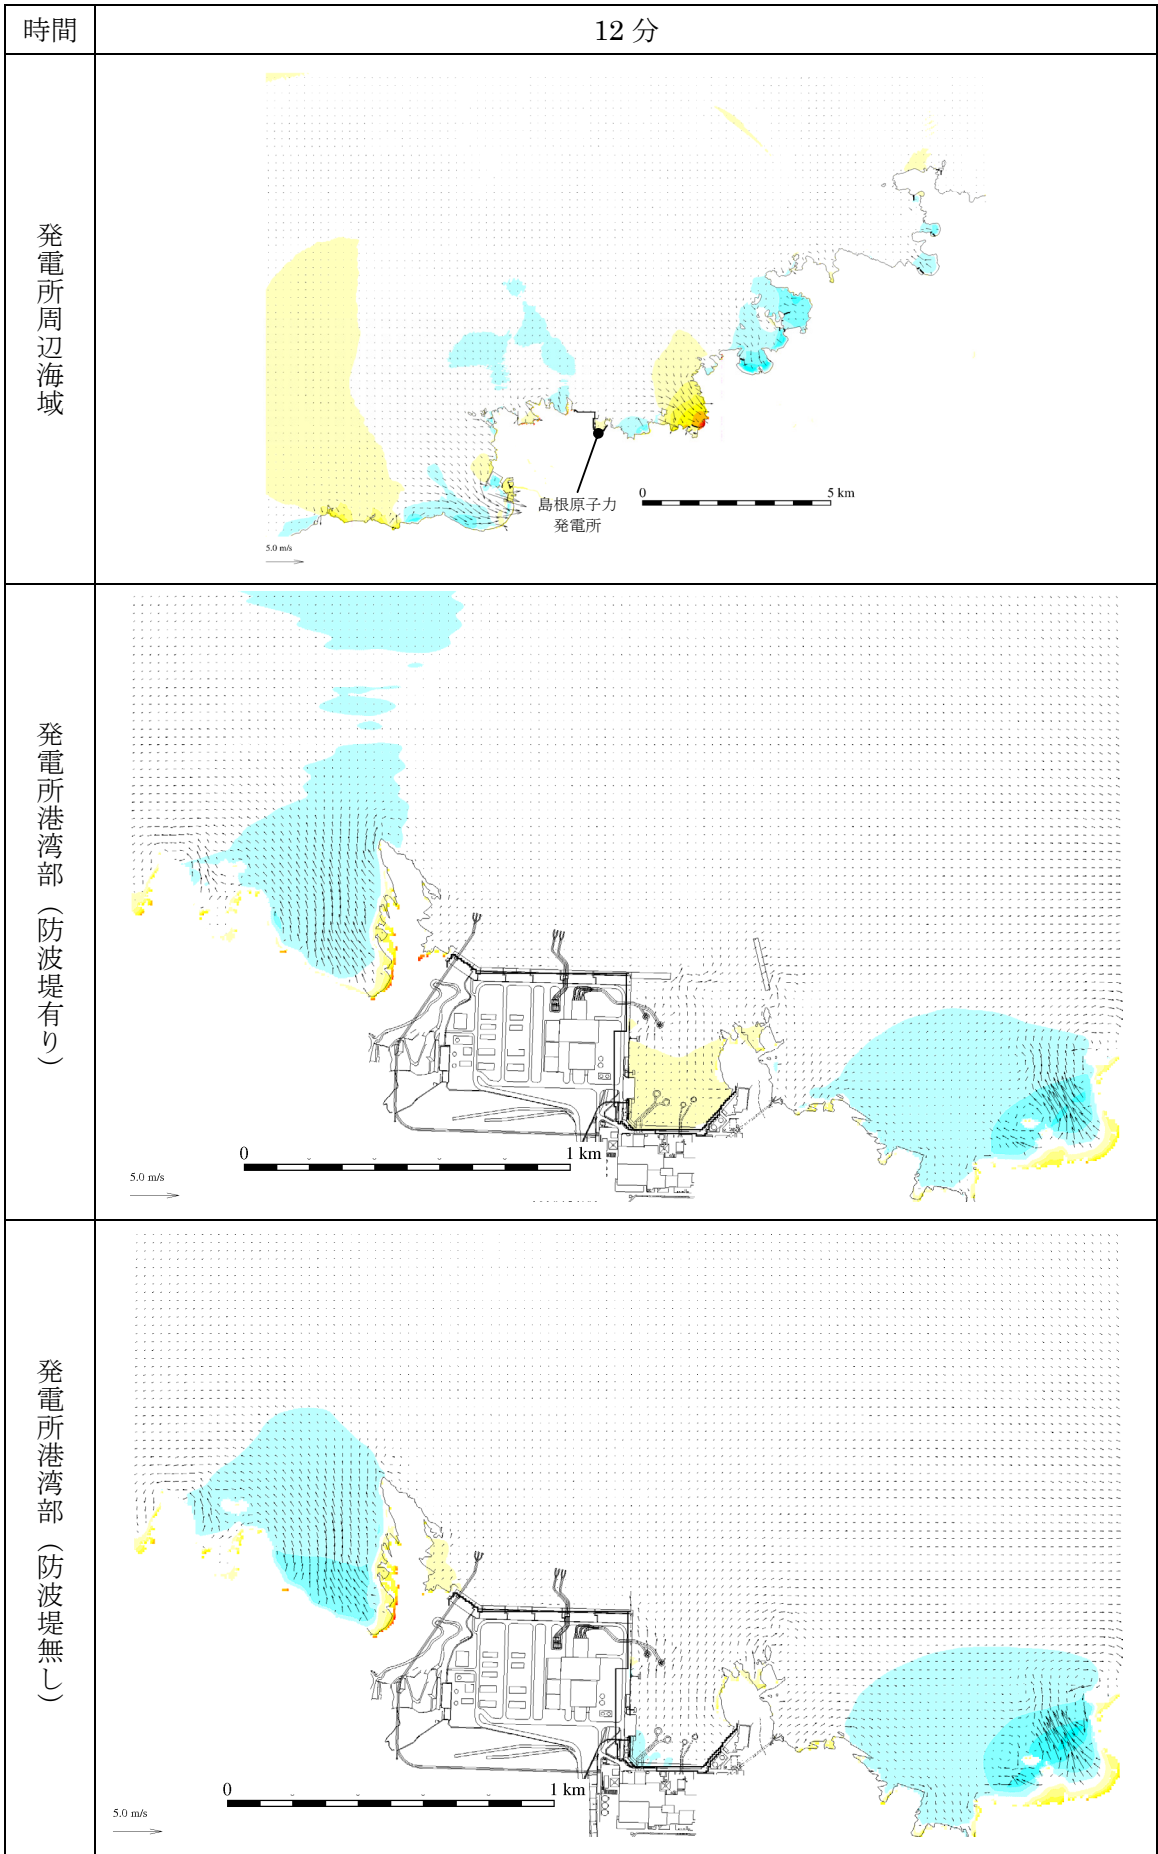 時間
12 分
発電所周辺海域
島根原子力
発電所
0
5 km
5.0 m/s
発電所港湾部（防波堤有り）
0
1 km
5.0 m/s
発電所港湾部（防波堤無し）
0
1 km
5.0 m/s